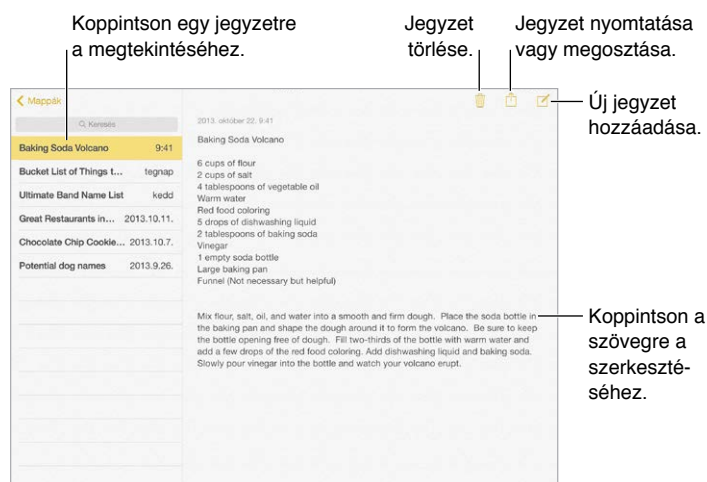 Koppintson egy jegyzetre
a megtekintéséhez.
Jegyzet
törlése.
Jegyzet nyomtatása
vagy megosztása.
Új jegyzet
hozzáadása.
Mappák
Keresés
Baking Soda Volcano 9:41
Bucket List of Things t... tegnap
Ultimate Band Name List kedd
Great Restaurants in... 2013.10.11.
Chocolate Chip Cookie... 2013.10.7.
Potential dog names 2013.9.26.
2013. október 22. 9:41
Baking Soda Volcano
6 cups of flour
2 cups of salt
4 tablespoons of vegetable oil
Warm water
Red food coloring
5 drops of dishwashing liquid
2 tablespoons of baking soda
Vinegar
1 empty soda bottle
Large baking pan
Funnel (Not necessary but helpful)
Mix flour, salt, oil, and water into a smooth and firm dough. Place the soda bottle in
the baking pan and shape the dough around it to form the volcano. Be sure to keep
the bottle opening free of dough. Fill two-thirds of the bottle with warm water and
add a few drops of the red food coloring. Add dishwashing liquid and baking soda.
Slowly pour vinegar into the bottle and watch your volcano erupt.
Koppintson a
szövegre a
szerkeszté-
séhez.